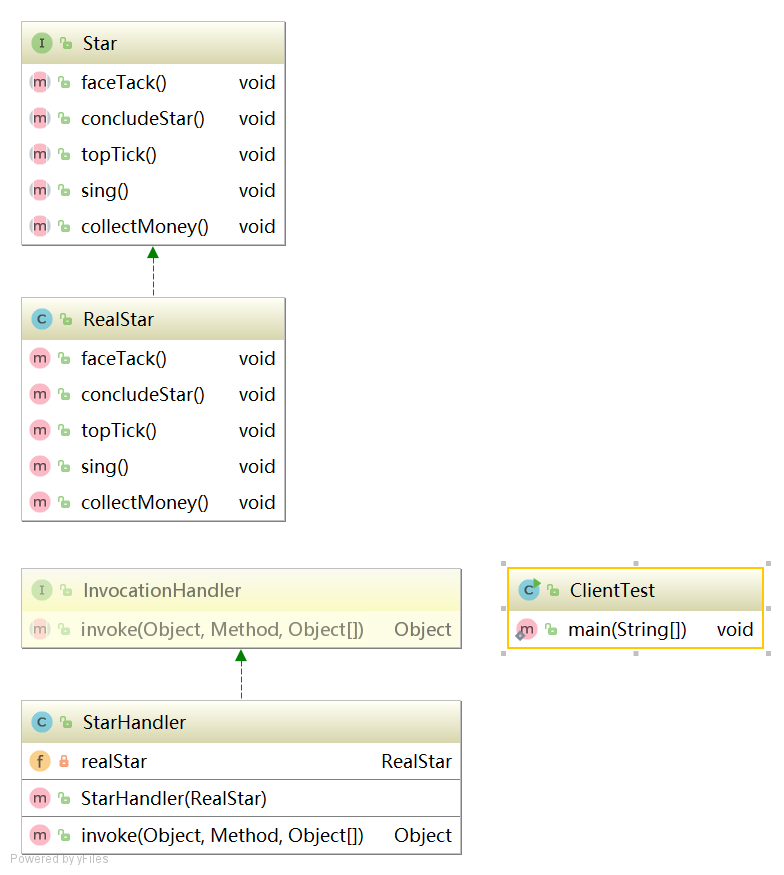 Star
faceTack() void
concludeStar() void
topTick() void
sing() void
collectMoney() void
RealStar
faceTack() void
concludeStar() void
topTick() void
sing() void
collectMoney() void
InvocationHandler
invoke(Object, Method, Object[]) Object
ClientTest
main(String[]) void
StarHandler
realStar RealStar
StarHandler(RealStar)
invoke(Object, Method, Object[]) Object
Powered by yFiles